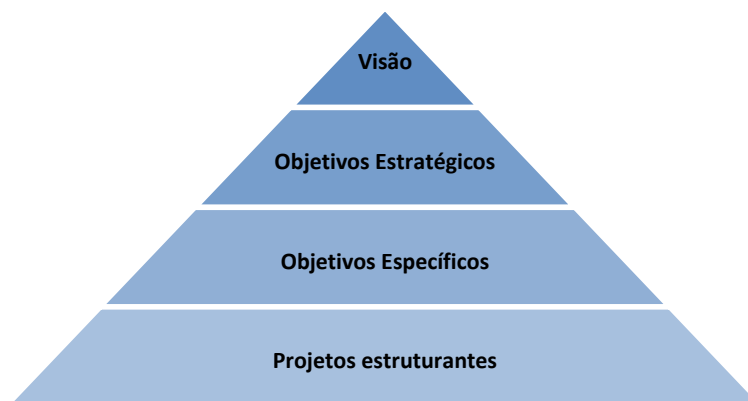 Visão
Objetivos Estratégicos
Objetivos Específicos
Projetos estruturantes